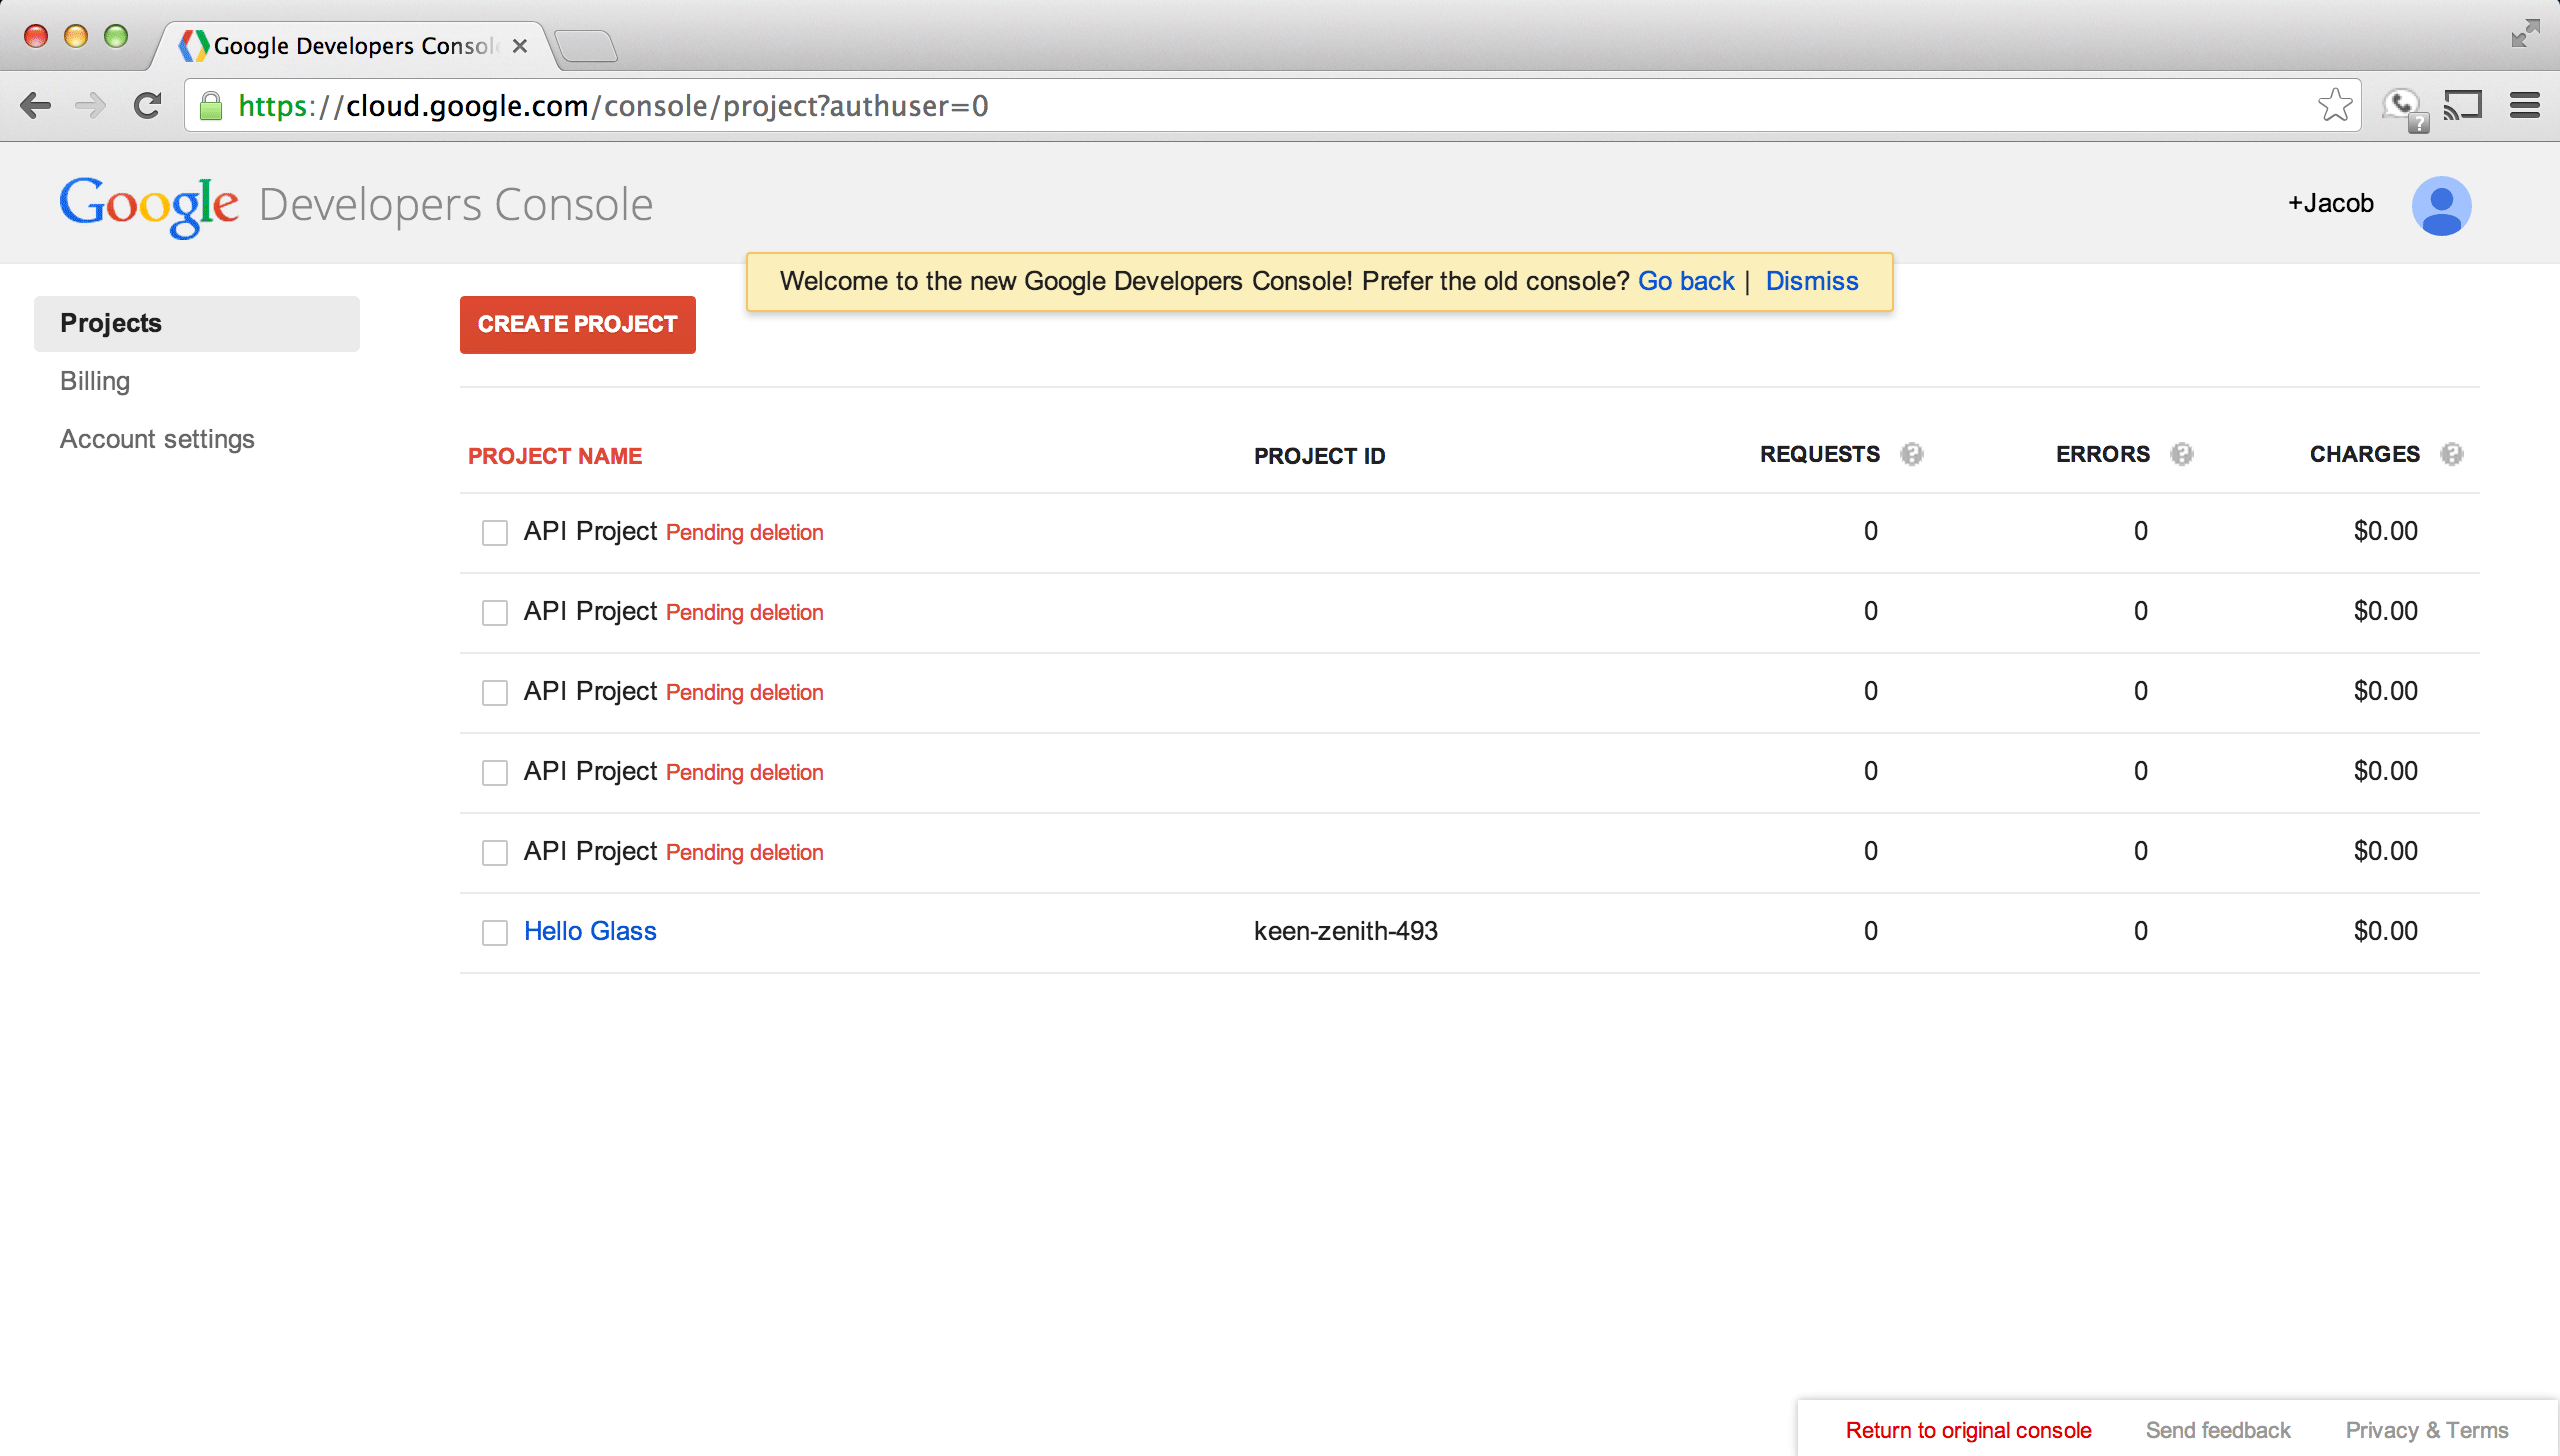 Google Developers Consol
https://cloud.google.com/console/project?authuser=0
Google Developers Console
+Jacob
Welcome to the new Google Developers Console! Prefer the old console? Go back | Dismiss
Projects
Billing
Account settings
CREATE PROJECT
PROJECT NAME PROJECT ID REQUESTS ? ERRORS ? CHARGES ?
API Project Pending deletion 0 0 $0.00
API Project Pending deletion 0 0 $0.00
API Project Pending deletion 0 0 $0.00
API Project Pending deletion 0 0 $0.00
API Project Pending deletion 0 0 $0.00
Hello Glass keen-zenith-493 0 0 $0.00
Return to original console Send feedback Privacy & Terms